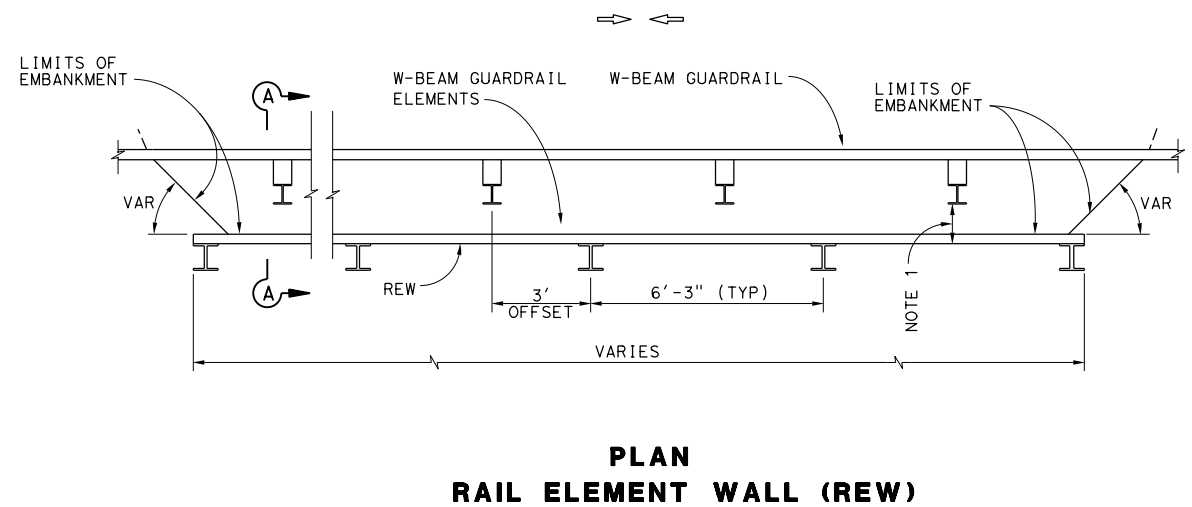 LIMITS OF
EMBANKMENT
A
W-BEAM GUARDRAIL
ELEMENTS
W-BEAM GUARDRAIL
LIMITS OF
EMBANKMENT
VAR
VAR
A
REW
3'
OFFSET
6'-3" (TYP)
NOTE 1
VARIES
PLAN
RAIL ELEMENT WALL (REW)